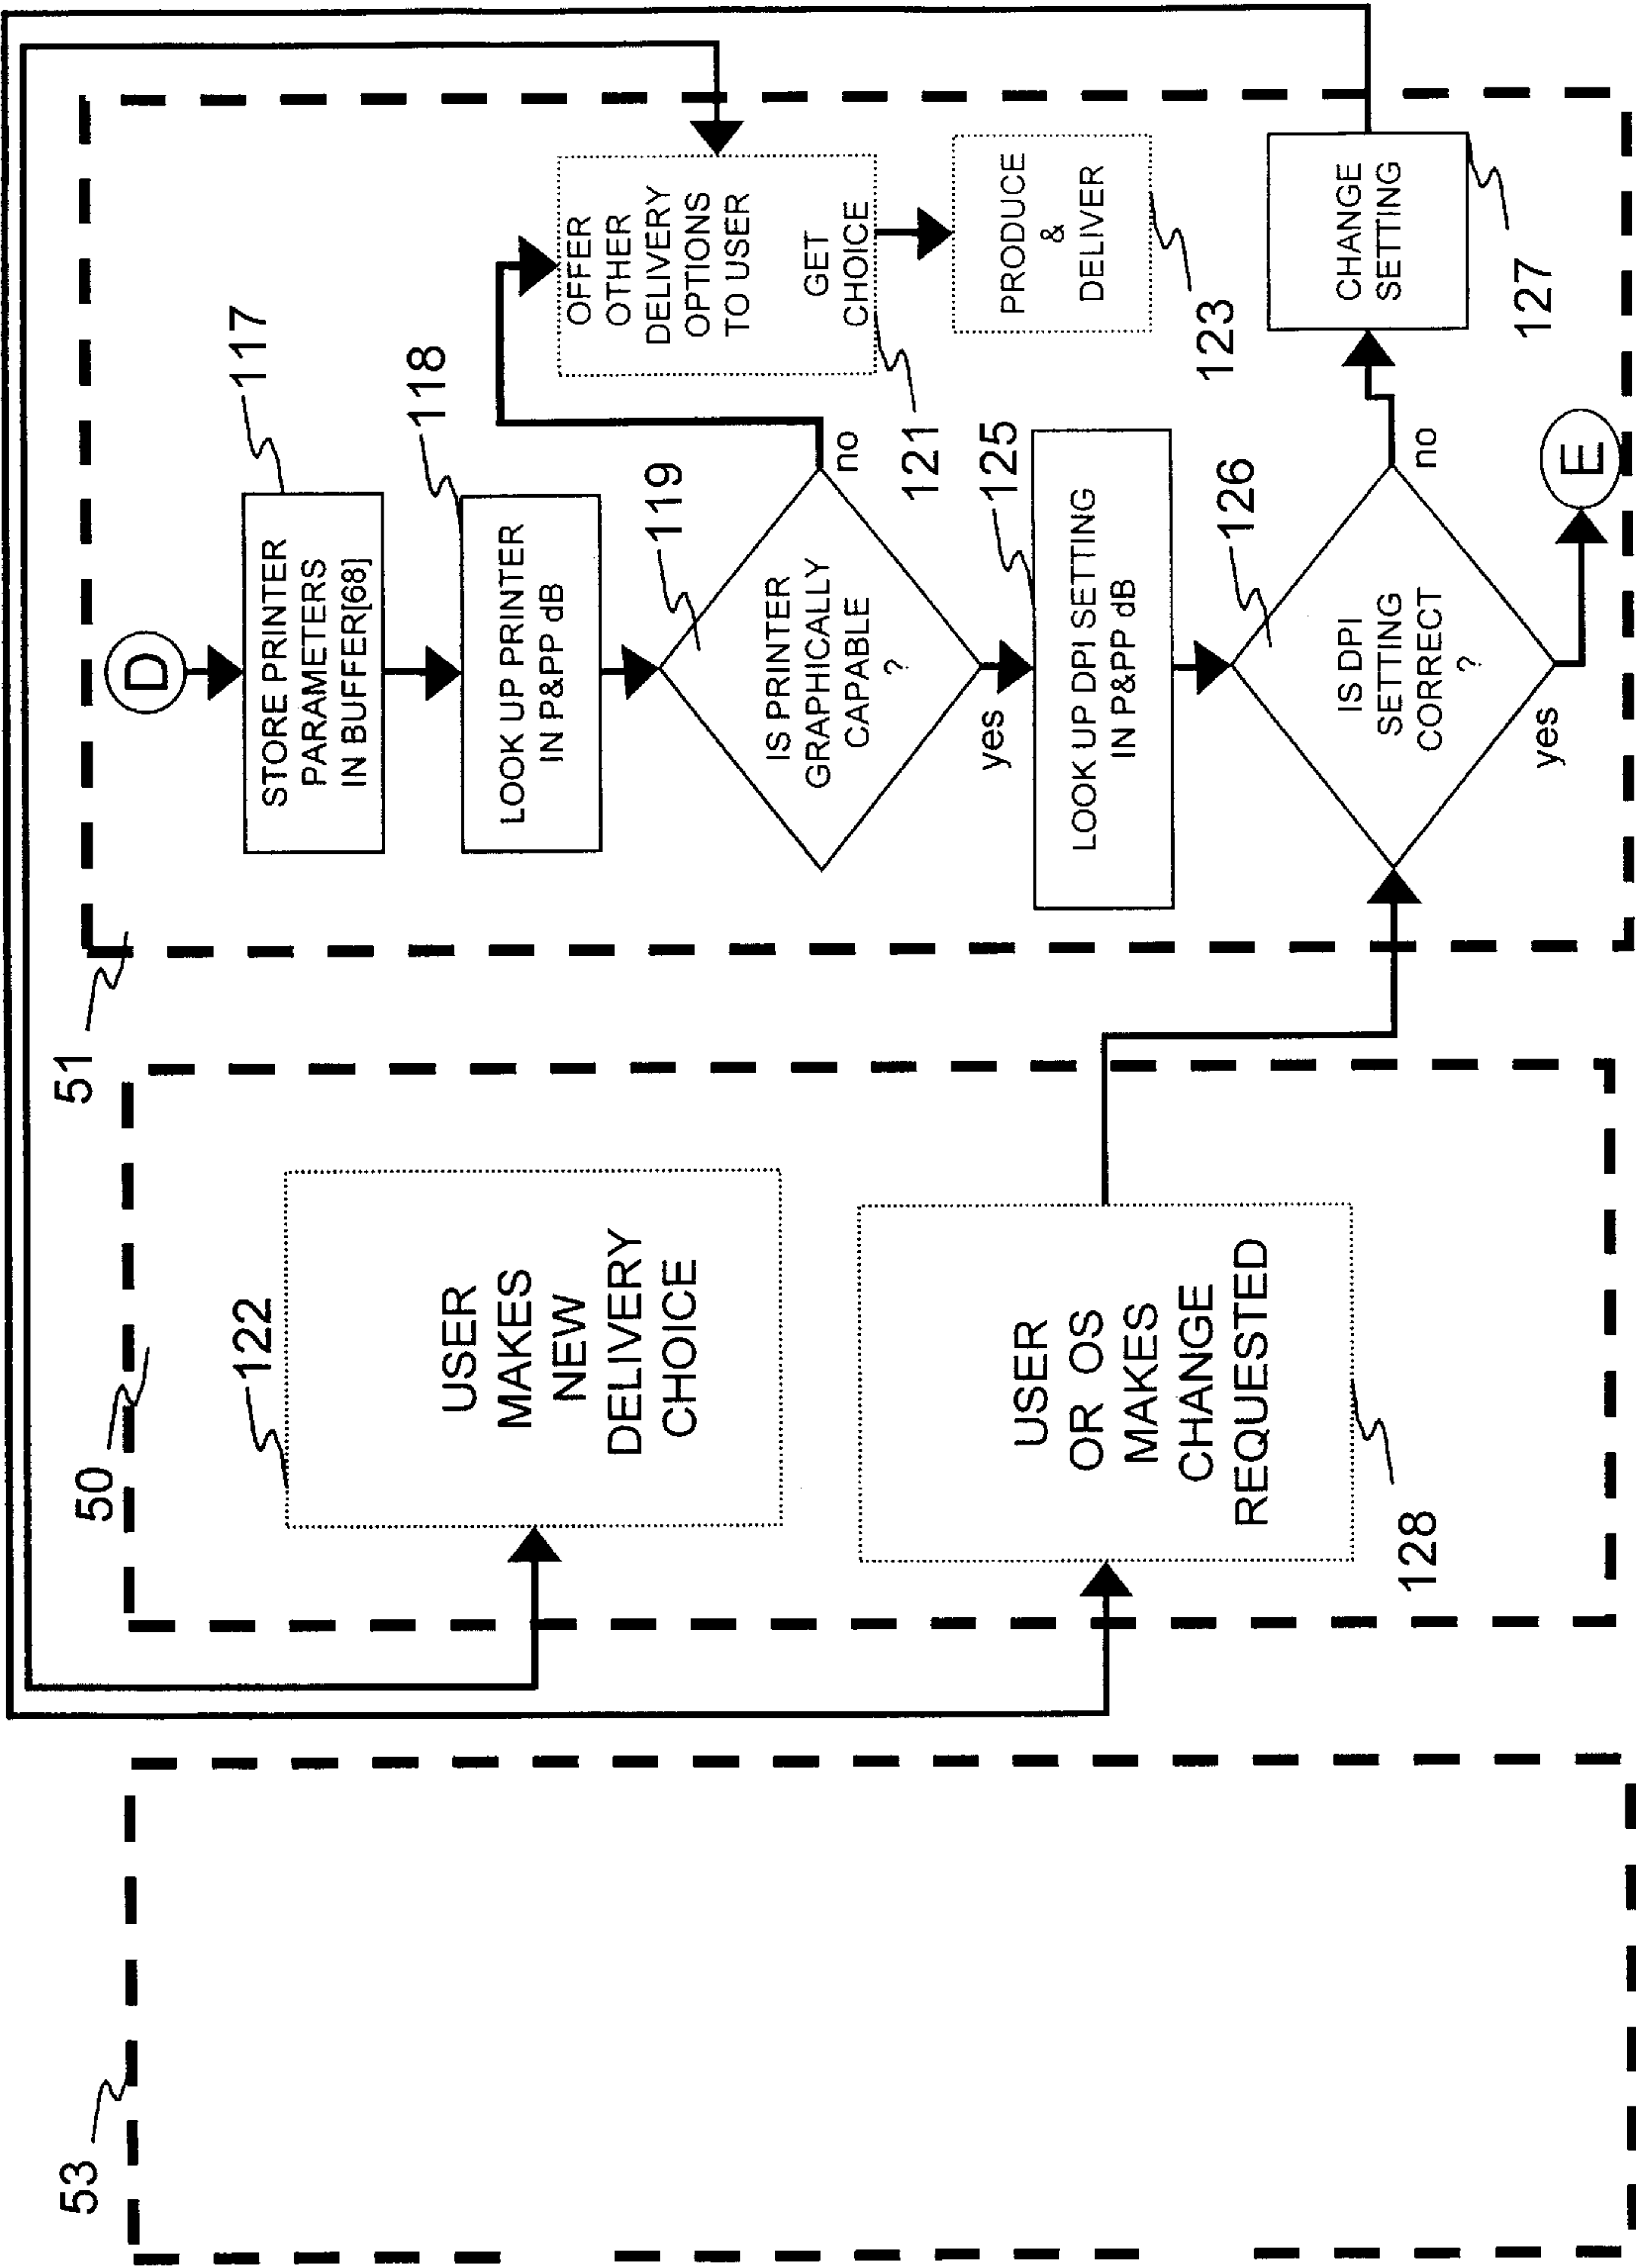 53
50
51
122
USER
MAKES
NEW
DELIVERY
CHOICE
USER
OR OS
MAKES
CHANGE
REQUESTED
128
D
STORE PRINTER
PARAMETERS
IN BUFFER[68]
117
LOOK UP PRINTER
IN P&PP dB
118
IS PRINTER
GRAPHICALLY
CAPABLE
?
119
no
yes
OFFER
OTHER
DELIVERY
OPTIONS
TO USER
GET
CHOICE
121
PRODUCE
&
DELIVER
123
LOOK UP DPI SETTING
IN P&PP dB
125
IS DPI
SETTING
CORRECT
?
126
no
yes
CHANGE
SETTING
127
E